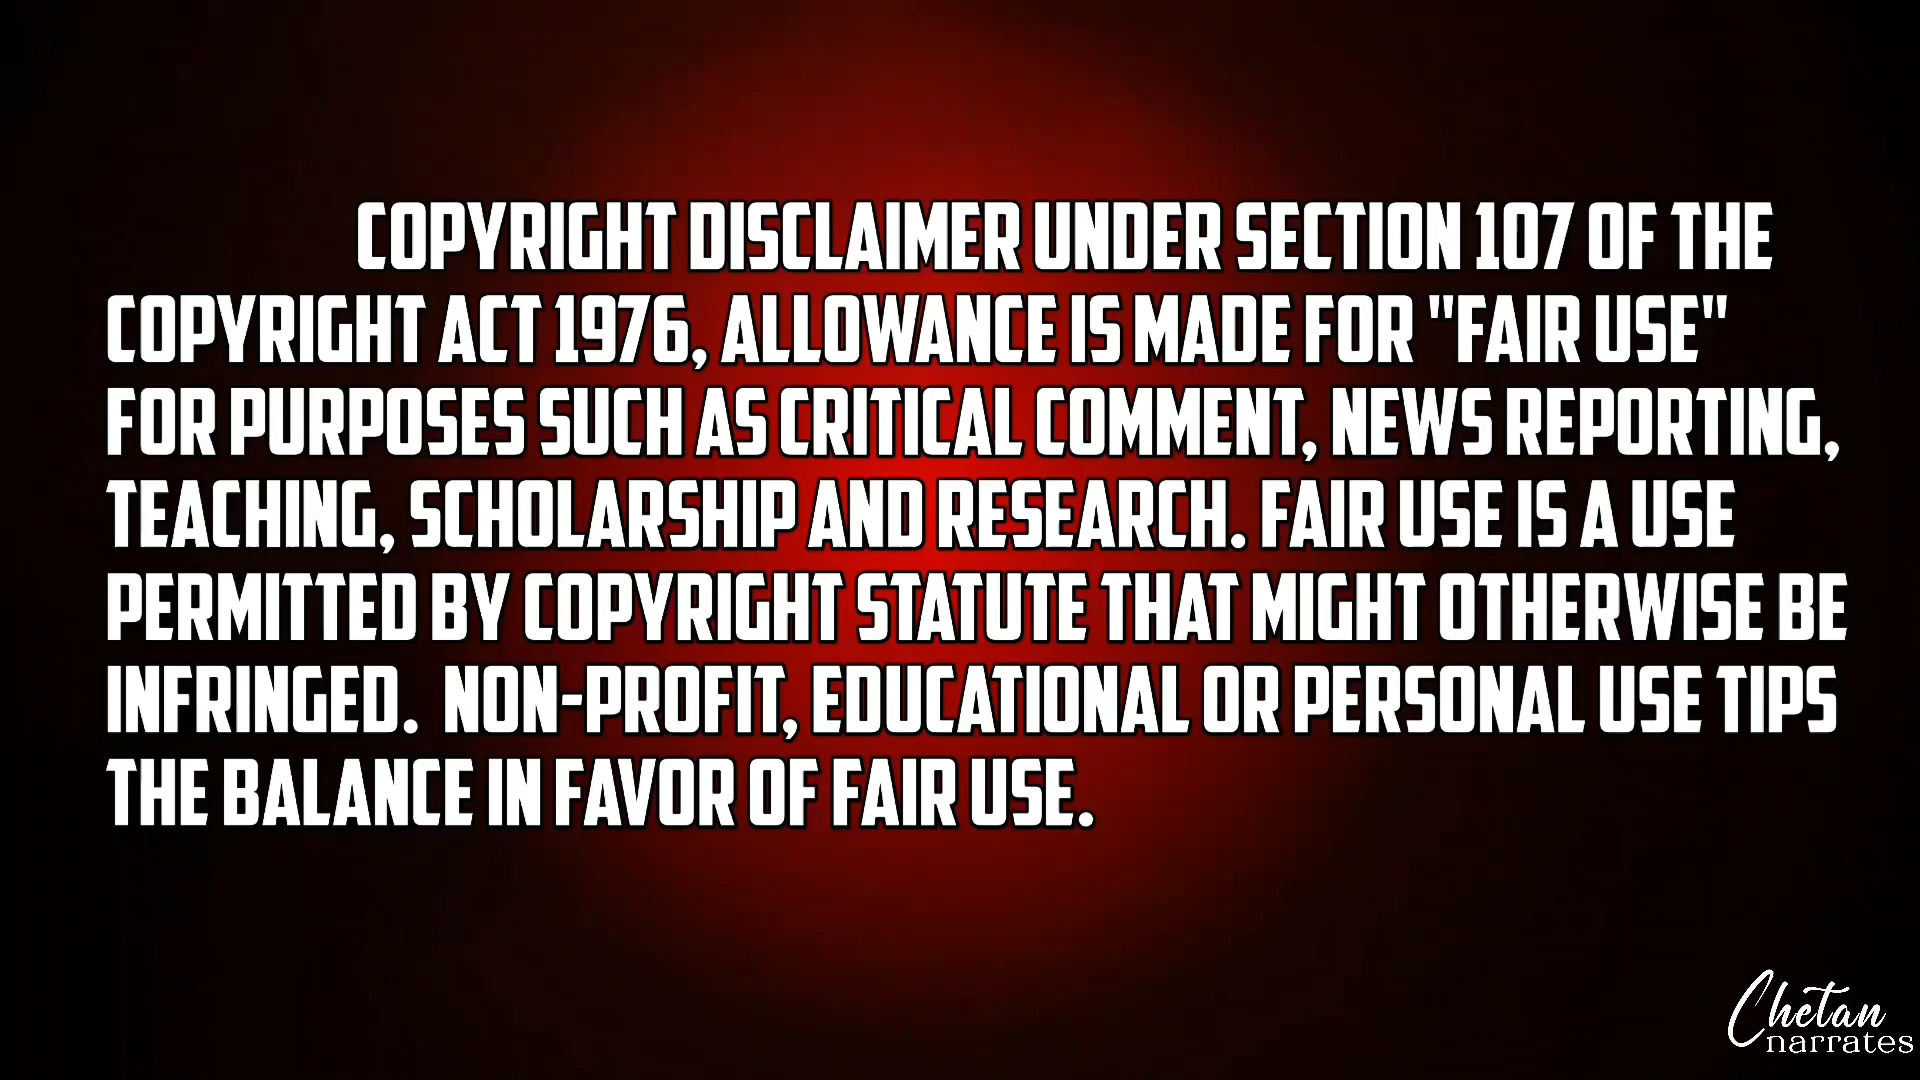 COPYRIGHT DISCLAIMER UNDER SECTION 107 OF THE
COPYRIGHT ACT 1976, ALLOWANCE IS MADE FOR "FAIR USE"
FOR PURPOSES SUCH AS CRITICAL COMMENT, NEWS REPORTING,
TEACHING, SCHOLARSHIP AND RESEARCH. FAIR USE IS A USE
PERMITTED BY COPYRIGHT STATUTE THAT MIGHT OTHERWISE BE
INFRINGED. NON-PROFIT, EDUCATIONAL OR PERSONAL USE TIPS
THE BALANCE IN FAVOR OF FAIR USE.
Chetan
narrates